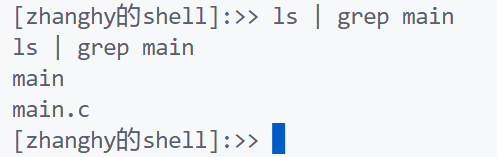 [zhanghy的shell]:>> ls | grep main
ls | grep main
main
main.c
[zhanghy的shell]:>>